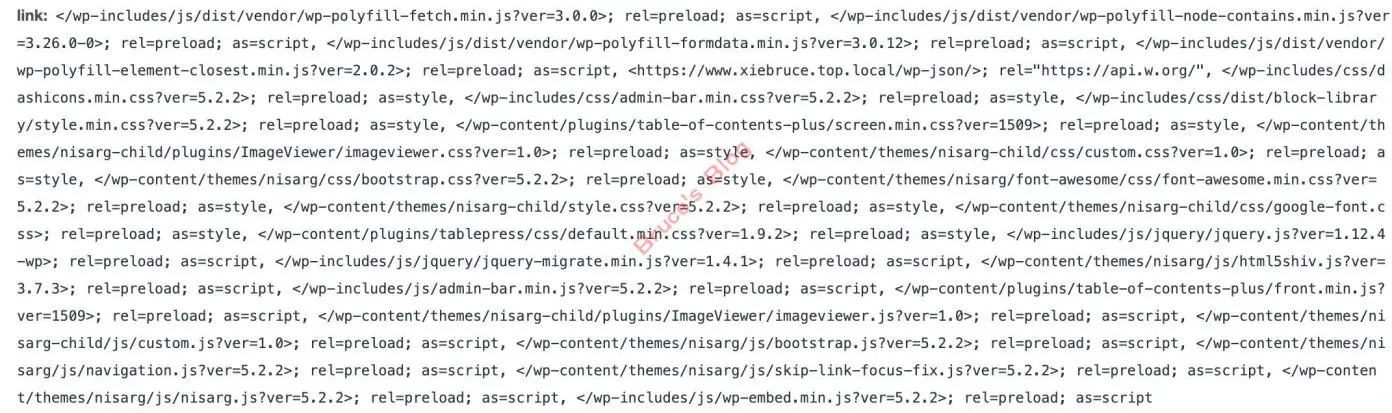 link: </wp-includes/js/dist/vendor/wp-polyfill-fetch.min.js?ver=3.0.0>; rel=preload; as=script, </wp-includes/js/dist/vendor/wp-polyfill-node-contains.min.js?ver
=3.26.0-0>; rel=preload; as=script, </wp-includes/js/dist/vendor/wp-polyfill-formdata.min.js?ver=3.0.12>; rel=preload; as=script, </wp-includes/js/dist/vendor/
wp-polyfill-element-closest.min.js?ver=2.0.2>; rel=preload; as=script, <https://www.xiebruce.top.local/wp-json/>; rel="https://api.w.org/", </wp-includes/css/d
ashicons.min.css?ver=5.2.2>; rel=preload; as=style, </wp-includes/css/admin-bar.min.css?ver=5.2.2>; rel=preload; as=style, </wp-includes/css/dist/block-librar
y/style.min.css?ver=5.2.2>; rel=preload; as=style, </wp-content/plugins/table-of-contents-plus/screen.min.css?ver=1509>; rel=preload; as=style, </wp-content/th
emes/nisarg-child/plugins/ImageViewer/imageviewer.css?ver=1.0>; rel=preload; as=style, </wp-content/themes/nisarg-child/css/custom.css?ver=1.0>; rel=preload; a
s=style, </wp-content/themes/nisarg/css/bootstrap.css?ver=5.2.2>; rel=preload; as=style, </wp-content/themes/nisarg/font-awesome/css/font-awesome.min.css?ver=
5.2.2>; rel=preload; as=style, </wp-content/themes/nisarg-child/style.css?ver=5.2.2>; rel=preload; as=style, </wp-content/themes/nisarg-child/css/google-font.c
ss>; rel=preload; as=style, </wp-content/plugins/tablepress/css/default.min.css?ver=1.9.2>; rel=preload; as=style, </wp-includes/js/jquery/jquery.js?ver=1.12.4
-wp>; rel=preload; as=script, </wp-includes/js/jquery/jquery-migrate.min.js?ver=1.4.1>; rel=preload; as=script, </wp-content/themes/nisarg/js/html5shiv.js?ver=
3.7.3>; rel=preload; as=script, </wp-includes/js/admin-bar.min.js?ver=5.2.2>; rel=preload; as=script, </wp-content/plugins/table-of-contents-plus/front.min.js?
ver=1509>; rel=preload; as=script, </wp-content/themes/nisarg-child/plugins/ImageViewer/imageviewer.js?ver=1.0>; rel=preload; as=script, </wp-content/themes/ni
sarg-child/js/custom.js?ver=1.0>; rel=preload; as=script, </wp-content/themes/nisarg/js/bootstrap.js?ver=5.2.2>; rel=preload; as=script, </wp-content/themes/ni
sarg/js/navigation.js?ver=5.2.2>; rel=preload; as=script, </wp-content/themes/nisarg/js/skip-link-focus-fix.js?ver=5.2.2>; rel=preload; as=script, </wp-conten
t/themes/nisarg/js/nisarg.js?ver=5.2.2>; rel=preload; as=script, </wp-includes/js/wp-embed.min.js?ver=5.2.2>; rel=preload; as=script
Bruce's Blog